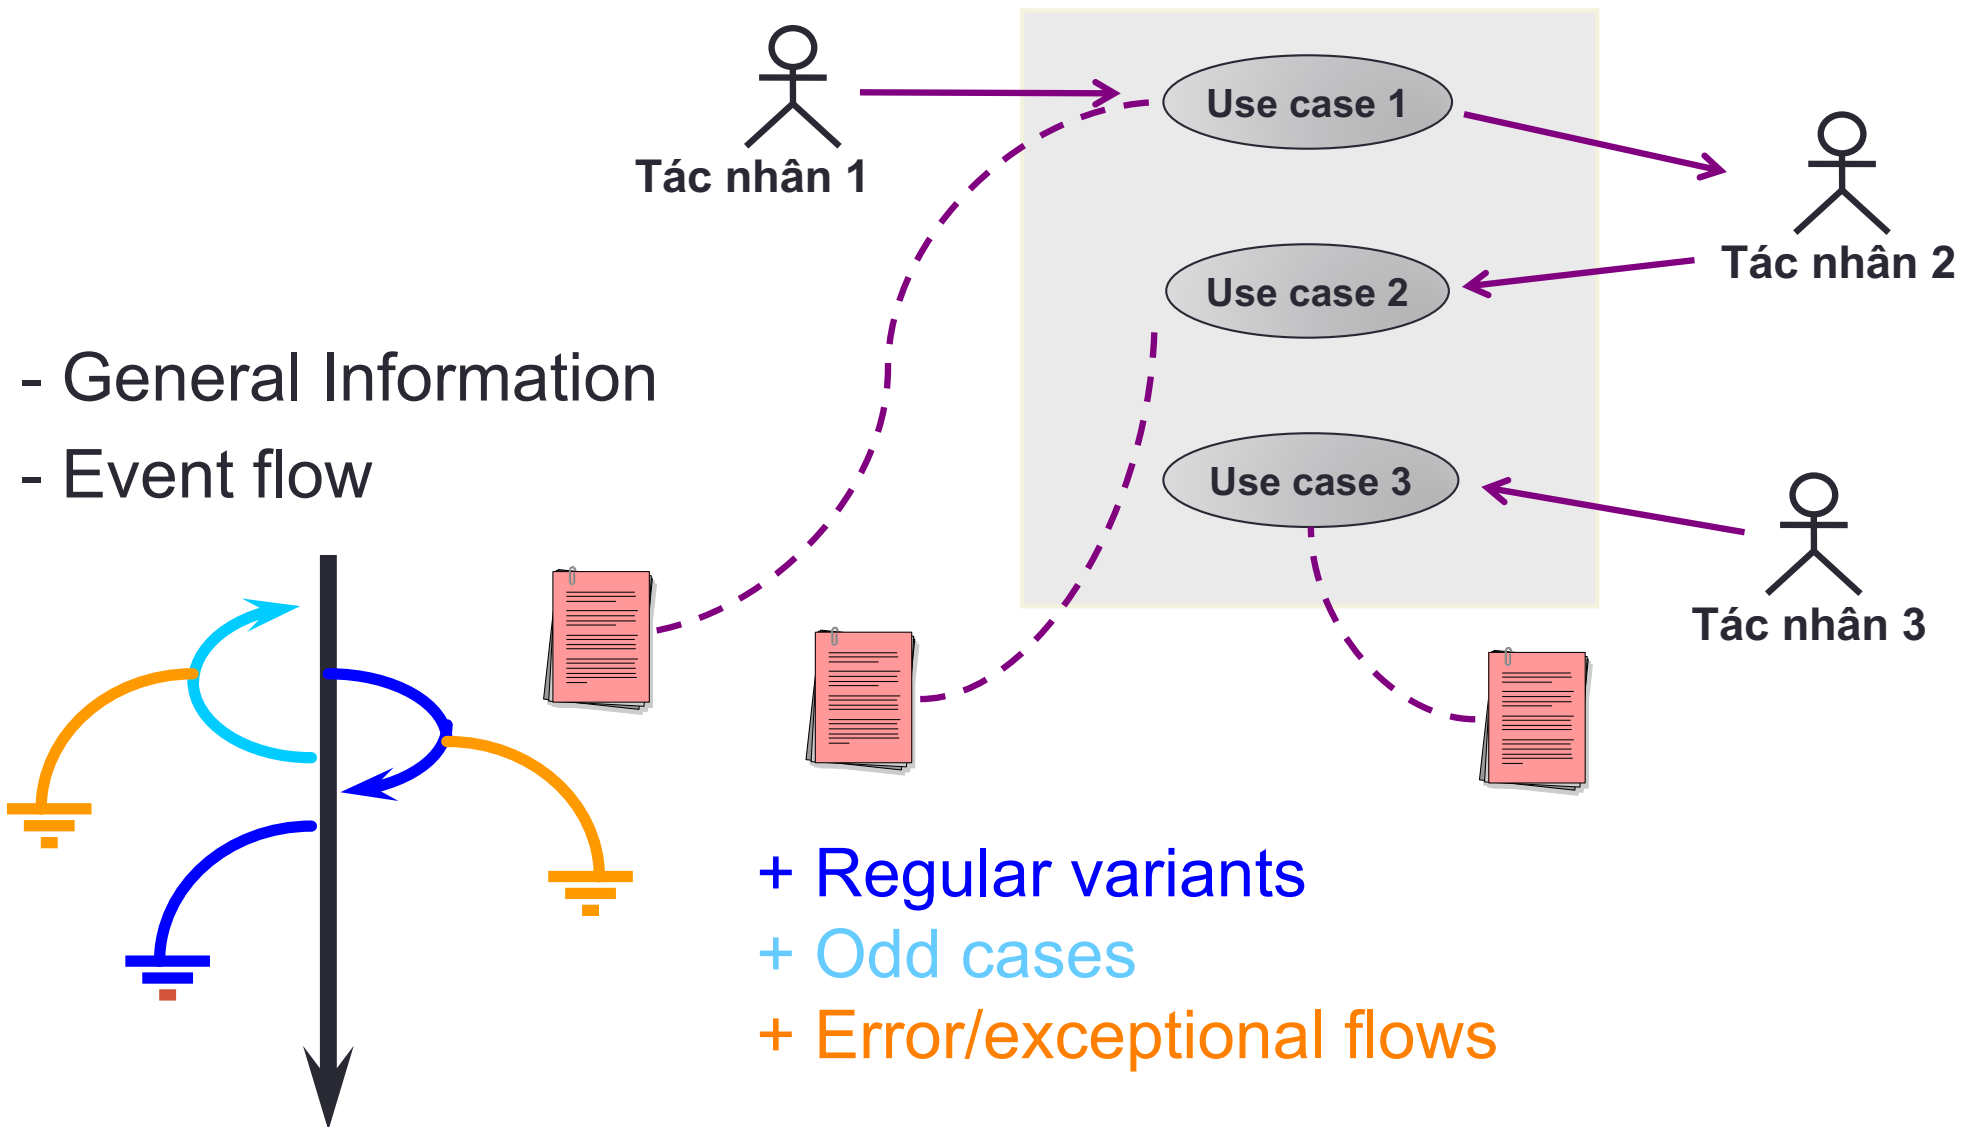 Use case 1
Tác nhân 1
Tác nhân 2
Use case 2
- General Information
- Event flow
Use case 3
Tác nhân 3
+ Regular variants
+ Odd cases
+ Error/exceptional flows